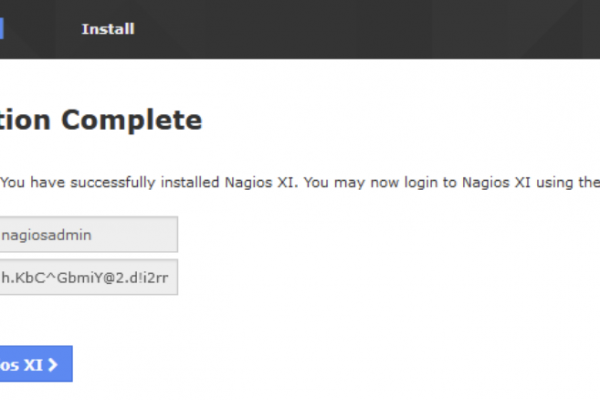 Install
tion Complete
You have successfully installed Nagios XI. You may now login to Nagios XI using the
nagiosadmin
h.KbC^GbmiY@2.d!i2rr
os XI